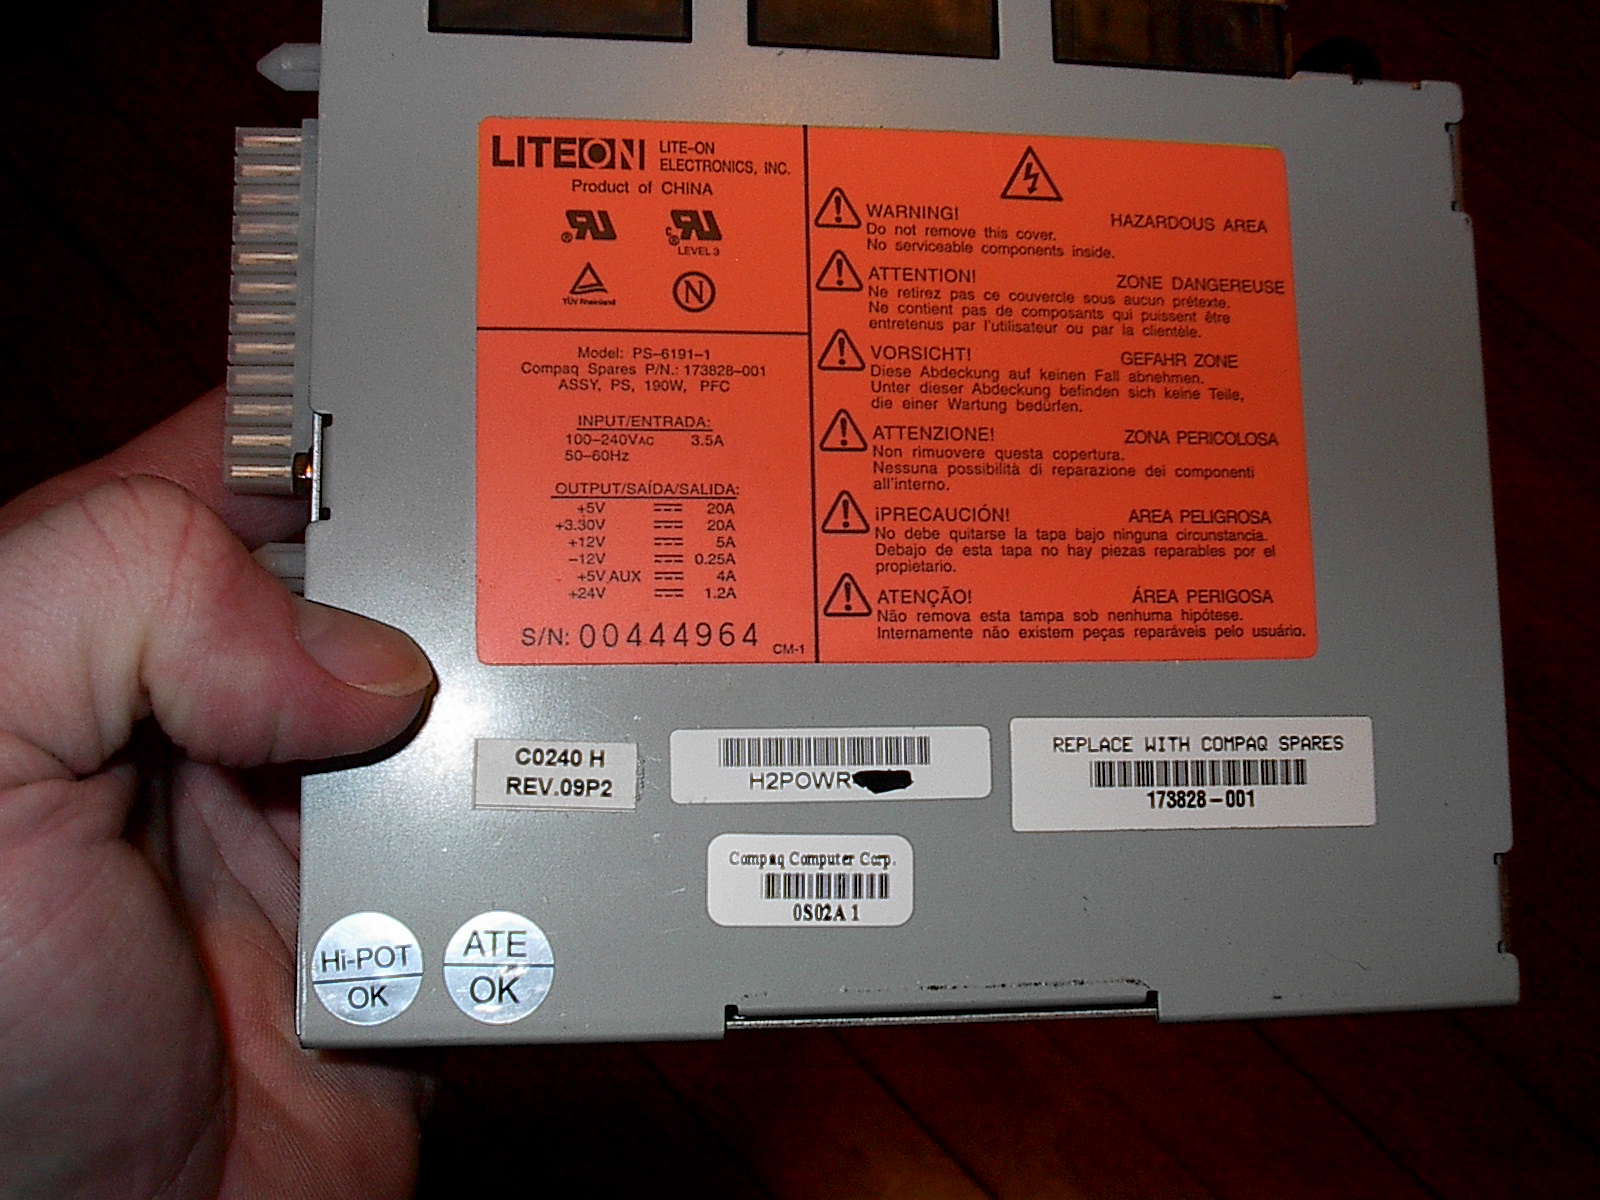 LITEON LITE-ON
ELECTRONICS, INC.
Product of CHINA
LEVEL 3
TÜV Rheinland
N
Model: PS-6191-1
Compaq Spares P/N.: 173828-001
ASSY, PS, 190W, PFC
INPUT/ENTRADA:
100-240VAC 3.5A
50-60Hz
OUTPUT/SAÍDA/SALIDA:
+5V 20A
+3.30V 20A
+12V 5A
-12V 0.25A
+5V AUX 4A
+24V 1.2A
S/N: 00444964
CM-1
WARNING! HAZARDOUS AREA
Do not remove this cover.
No serviceable components inside.
ATTENTION! ZONE DANGEREUSE
Ne retirez pas ce couvercle sous aucun prétexte.
Ne contient pas de composants qui puissent être
entretenus par l'utilisateur ou par la clientèle.
VORSICHT! GEFAHR ZONE
Diese Abdeckung auf keinen Fall abnehmen.
Unter dieser Abdeckung befinden sich keine Teile,
die einer Wartung bedürfen.
ATTENZIONE! ZONA PERICOLOSA
Non rimuovere questa copertura.
Nessuna possibilità di reparazione dei componenti
all'interno.
¡PRECAUCIÓN! AREA PELIGROSA
No debe quitarse la tapa bajo ninguna circunstancia.
Debajo de esta tapa no hay piezas reparables por el
propietario.
ATENÇÃO! ÁREA PERIGOSA
Não remova esta tampa sob nenhuma hipótese.
Internamente não existem peças reparáveis pelo usuário.
C0240 H
REV.09P2
H2POWR
REPLACE WITH COMPAQ SPARES
173828-001
Compaq Computer Corp.
0S02A1
Hi-POT
OK
ATE
OK